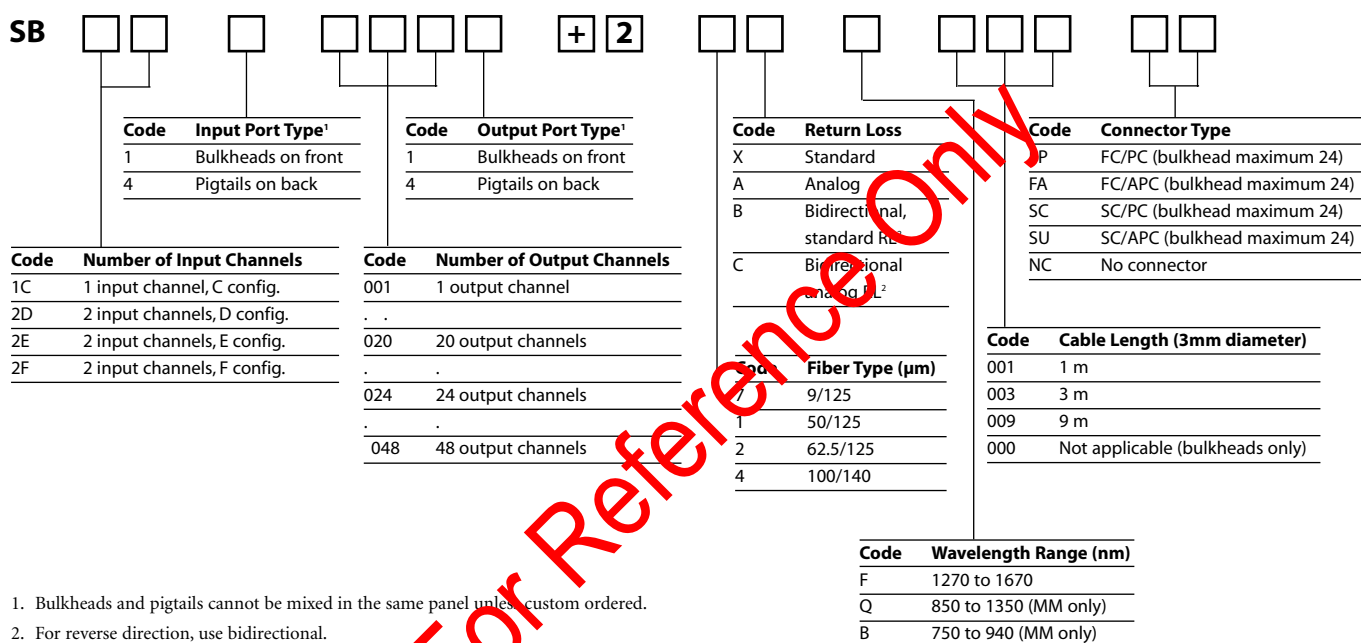 SB + 2
Code Input Port Type¹
1 Bulkheads on front
4 Pigtails on back
Code Output Port Type¹
1 Bulkheads on front
4 Pigtails on back
Code Return Loss
X Standard
A Analog
B Bidirectional,
standard RL²
C Bidirectional
analog RL²
Code Connector Type
FC/PC (bulkhead maximum 24)
FA FC/APC (bulkhead maximum 24)
SC SC/PC (bulkhead maximum 24)
SU SC/APC (bulkhead maximum 24)
NC No connector
Code Number of Input Channels
1C 1 input channel, C config.
2D 2 input channels, D config.
2E 2 input channels, E config.
2F 2 input channels, F config.
Code Number of Output Channels
001 1 output channel
. .
020 20 output channels
. .
024 24 output channels
. .
048 48 output channels
Code Fiber Type (µm)
7 9/125
1 50/125
2 62.5/125
4 100/140
Code Cable Length (3mm diameter)
001 1 m
003 3 m
009 9 m
000 Not applicable (bulkheads only)
Code Wavelength Range (nm)
F 1270 to 1670
Q 850 to 1350 (MM only)
B 750 to 940 (MM only)
1. Bulkheads and pigtails cannot be mixed in the same panel unless custom ordered.
2. For reverse direction, use bidirectional.
For Reference Only